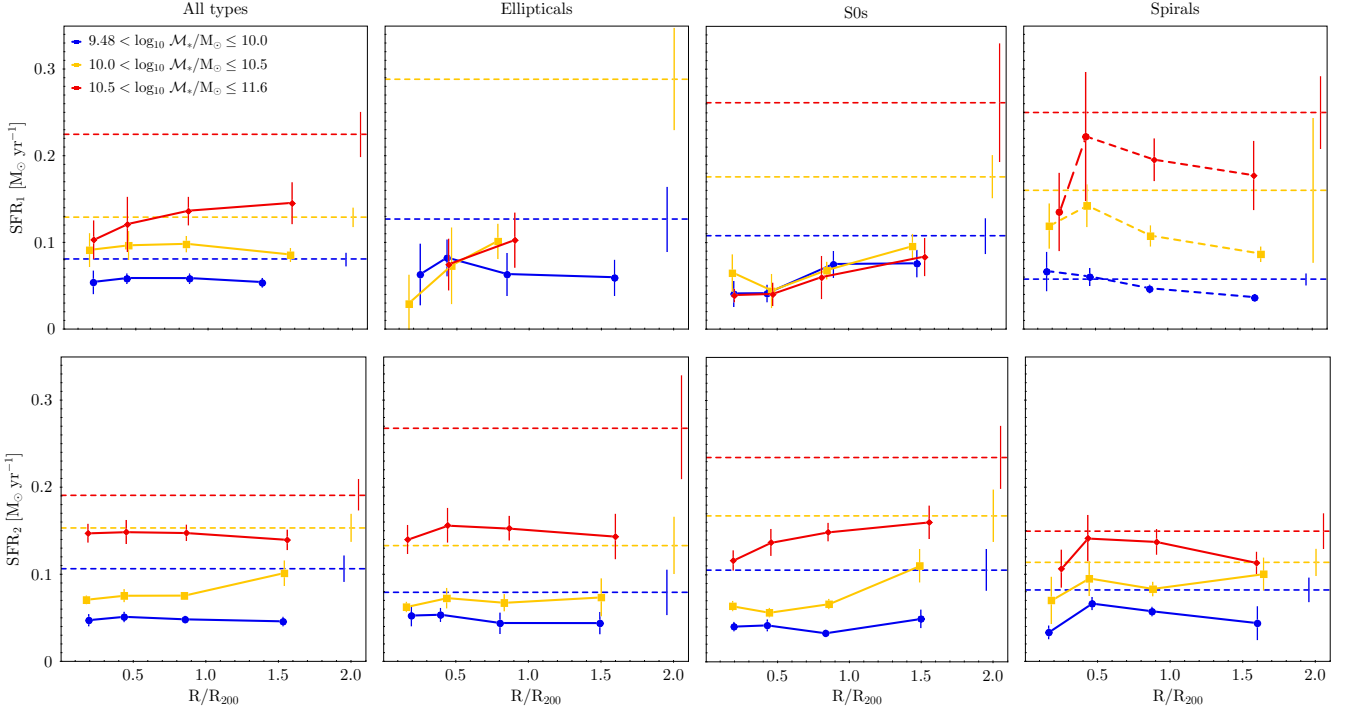 All types Ellipticals S0s Spirals
9.48 < log₁₀ ℳ*/M⊙ ≤ 10.0
10.0 < log₁₀ ℳ*/M⊙ ≤ 10.5
10.5 < log₁₀ ℳ*/M⊙ ≤ 11.6
SFR₁ [M⊙ yr⁻¹]
0.3
0.2
0.1
0
SFR₂ [M⊙ yr⁻¹]
0.3
0.2
0.1
0
0.5 1.0 1.5 2.0 0.5 1.0 1.5 2.0 0.5 1.0 1.5 2.0 0.5 1.0 1.5 2.0
R/R₂₀₀ R/R₂₀₀ R/R₂₀₀ R/R₂₀₀